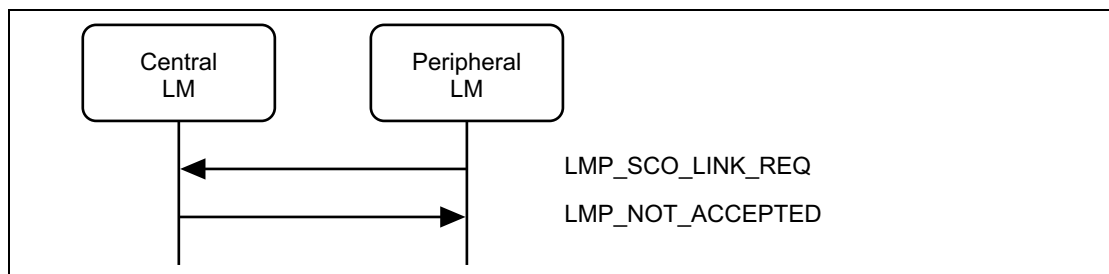 Central
LM
Peripheral
LM
LMP_SCO_LINK_REQ
LMP_NOT_ACCEPTED